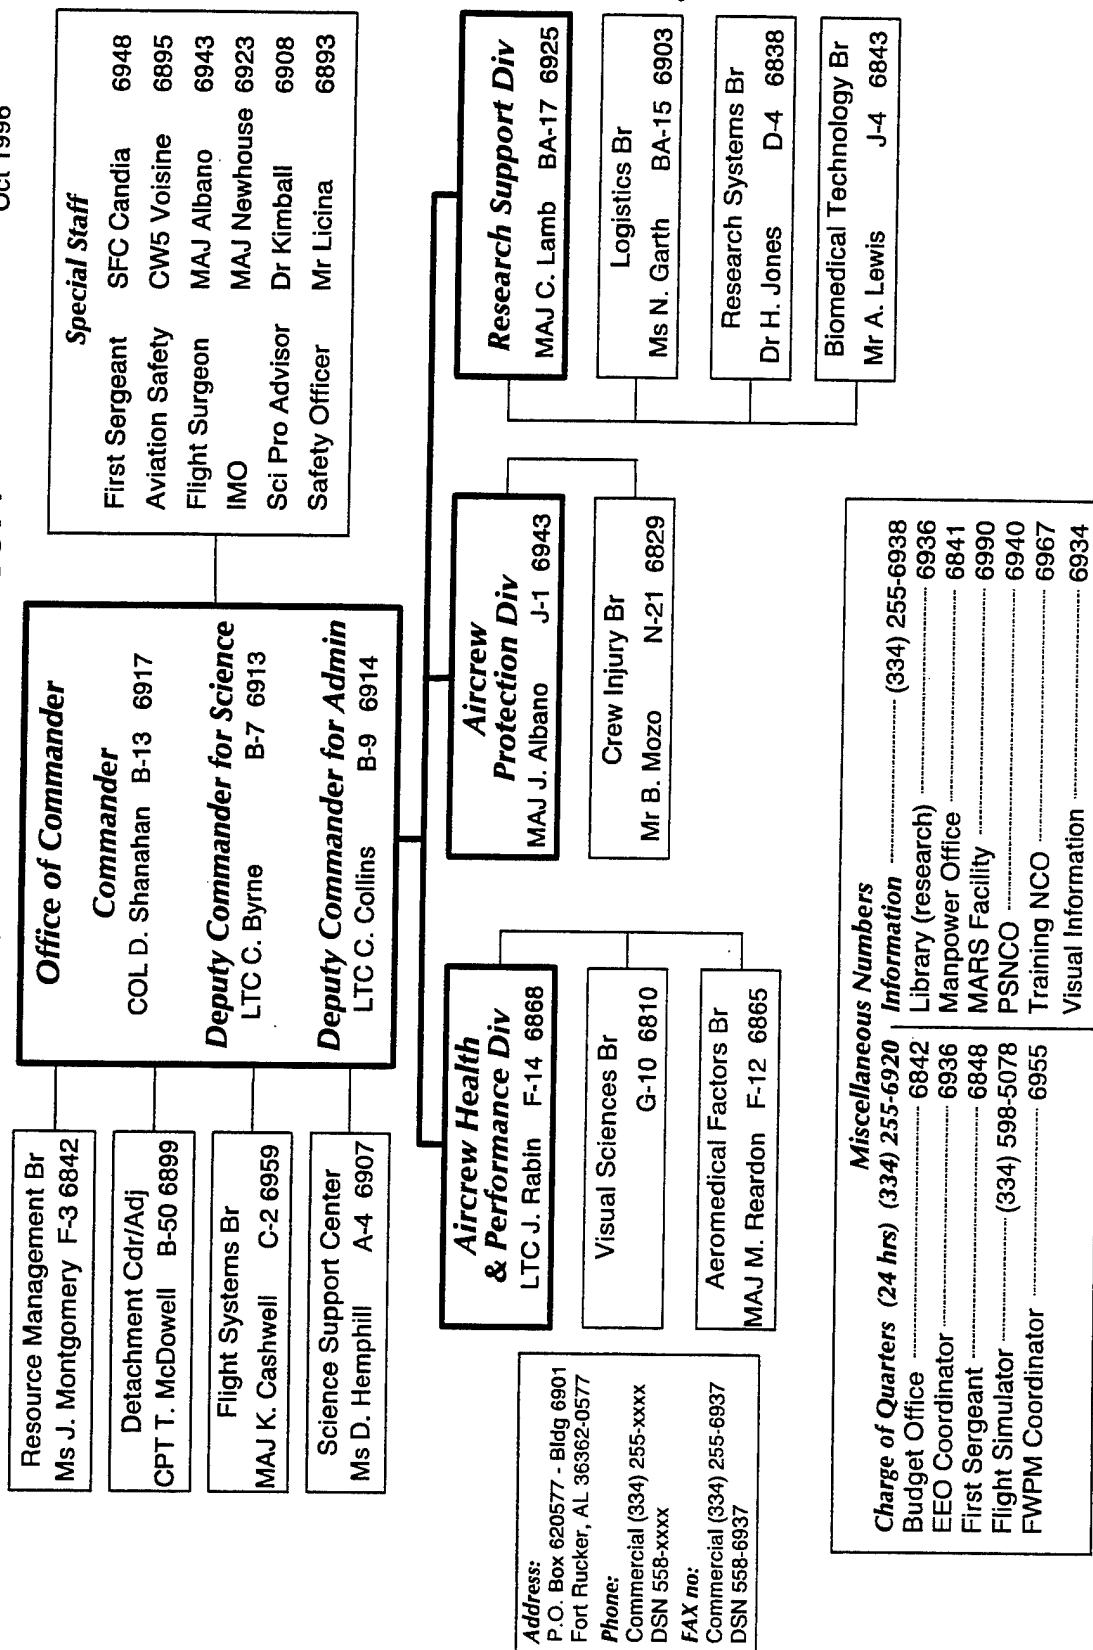 Oct 1996
Resource Management Br
Ms J. Montgomery F-3 6842
Detachment Cdr/Adj
CPT T. McDowell B-50 6899
Flight Systems Br
MAJ K. Cashwell C-2 6959
Science Support Center
Ms D. Hemphill A-4 6907
Office of Commander
Commander
COL D. Shanahan B-13 6917
Deputy Commander for Science
LTC C. Byrne B-7 6913
Deputy Commander for Admin
LTC C. Collins B-9 6914
Special Staff
First Sergeant SFC Candia 6948
Aviation Safety CW5 Voisine 6895
Flight Surgeon MAJ Albano 6943
IMO MAJ Newhouse 6923
Sci Pro Advisor Dr Kimball 6908
Safety Officer Mr Licina 6893
Aircrew Health
& Performance Div
LTC J. Rabin F-14 6868
Visual Sciences Br
G-10 6810
Aeromedical Factors Br
MAJ M. Reardon F-12 6865
Aircrew
Protection Div
MAJ J. Albano J-1 6943
Crew Injury Br
Mr B. Mozo N-21 6829
Research Support Div
MAJ C. Lamb BA-17 6925
Logistics Br
Ms N. Garth BA-15 6903
Research Systems Br
Dr H. Jones D-4 6838
Biomedical Technology Br
Mr A. Lewis J-4 6843
Address:
P.O. Box 620577 - Bldg 6901
Fort Rucker, AL 36362-0577
Phone:
Commercial (334) 255-xxxx
DSN 558-xxxx
FAX no:
Commercial (334) 255-6937
DSN 558-6937
Miscellaneous Numbers
Charge of Quarters (24 hrs) (334) 255-6920
Budget Office 6842
EEO Coordinator 6936
First Sergeant 6848
Flight Simulator (334) 598-5078
FWPM Coordinator 6955
Information (334) 255-6938
Library (research) 6936
Manpower Office 6841
MARS Facility 6990
PSNCO 6940
Training NCO 6967
Visual Information 6934